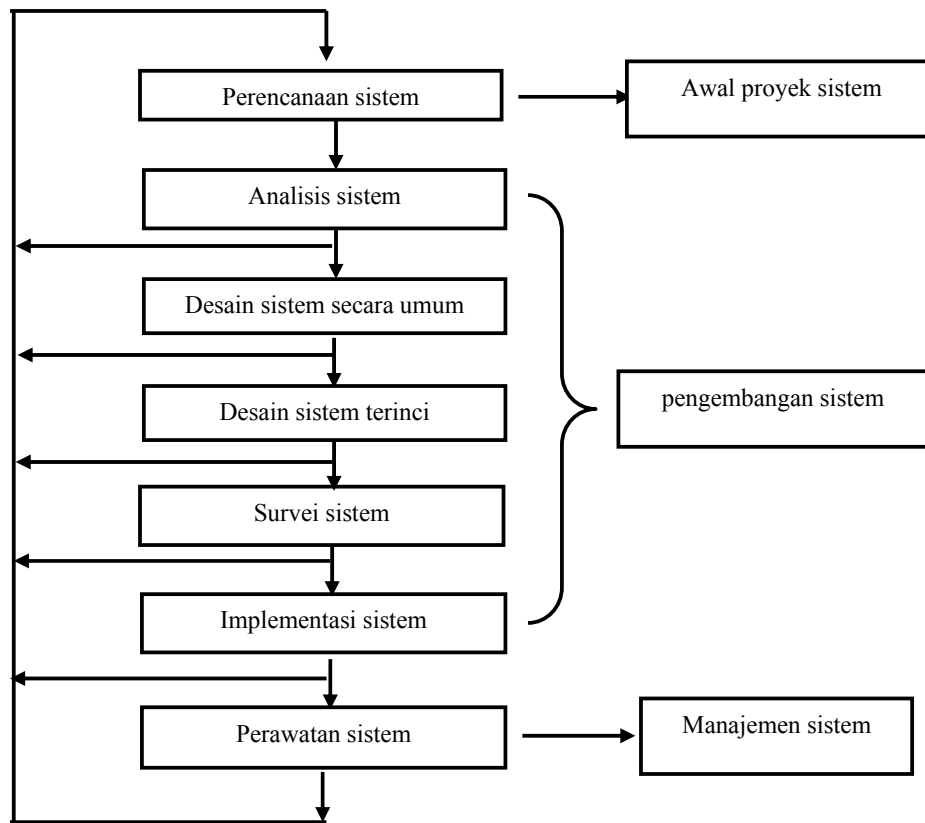 Perencanaan sistem
Awal proyek sistem
Analisis sistem
Desain sistem secara umum
Desain sistem terinci
pengembangan sistem
Survei sistem
Implementasi sistem
Perawatan sistem
Manajemen sistem